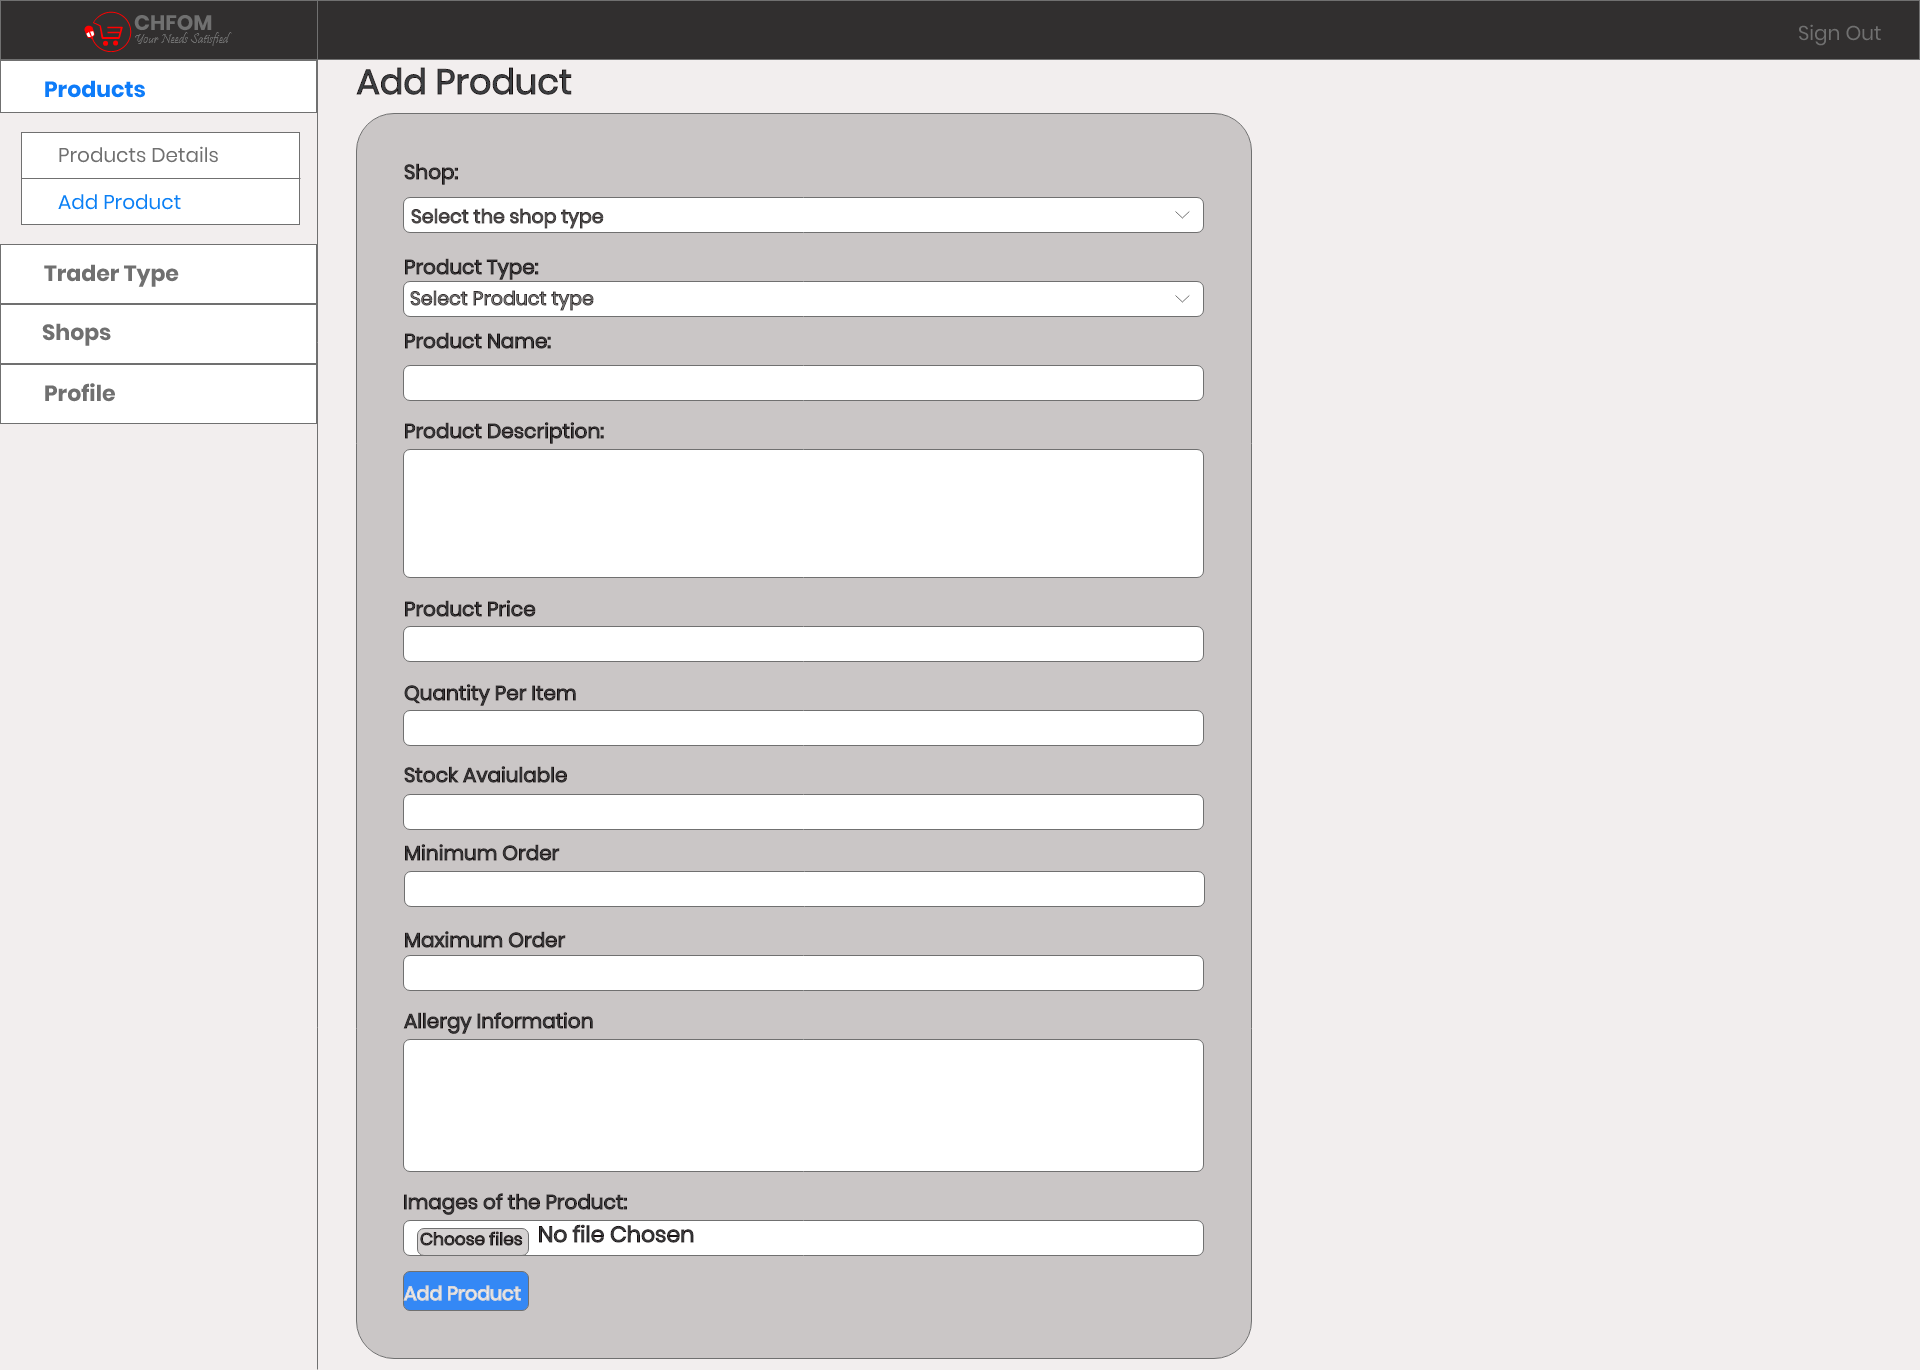 CHFOM
Your Needs Satisfied
Sign Out
Products
Products Details
Add Product
Trader Type
Shops
Profile
Add Product
Shop:
Select the shop type
Product Type:
Select Product type
Product Name:
Product Description:
Product Price
Quantity Per Item
Stock Avaiulable
Minimum Order
Maximum Order
Allergy Information
Images of the Product:
Choose files No file Chosen
Add Product